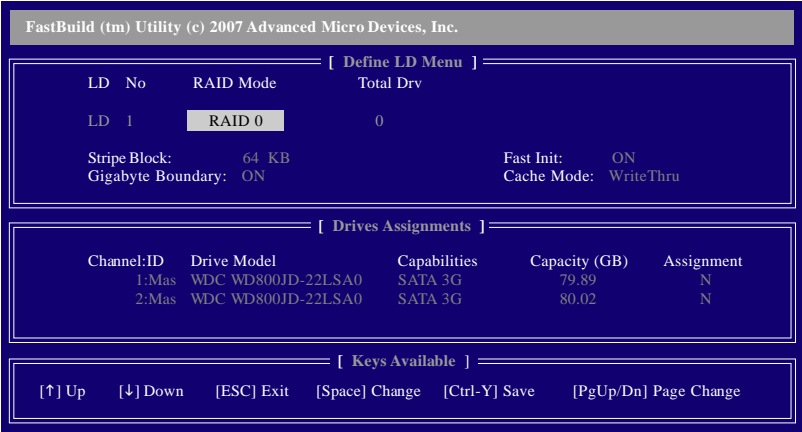 FastBuild (tm) Utility (c) 2007 Advanced Micro Devices, Inc.
[ Define LD Menu ]
LD No RAID Mode Total Drv
LD 1 RAID 0 0
Stripe Block: 64 KB Fast Init: ON
Gigabyte Boundary: ON Cache Mode: WriteThru
[ Drives Assignments ]
Channel:ID Drive Model Capabilities Capacity (GB) Assignment
1:Mas WDC WD800JD-22LSA0 SATA 3G 79.89 N
2:Mas WDC WD800JD-22LSA0 SATA 3G 80.02 N
[ Keys Available ]
[↑] Up [↓] Down [ESC] Exit [Space] Change [Ctrl-Y] Save [PgUp/Dn] Page Change